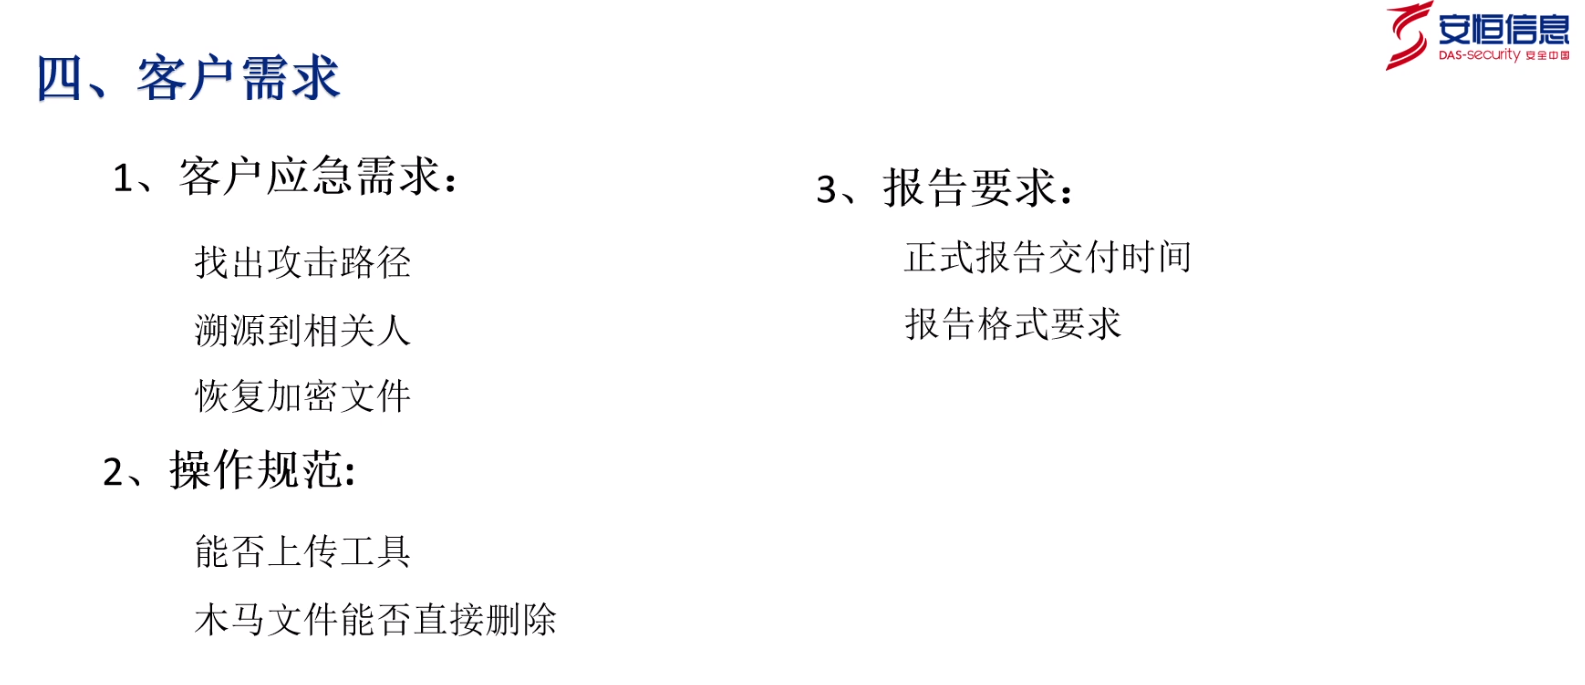 安恒信息
DAS-security 安全中国
四、客户需求
1、客户应急需求：
找出攻击路径
溯源到相关人
恢复加密文件
2、操作规范:
能否上传工具
木马文件能否直接删除
3、报告要求：
正式报告交付时间
报告格式要求